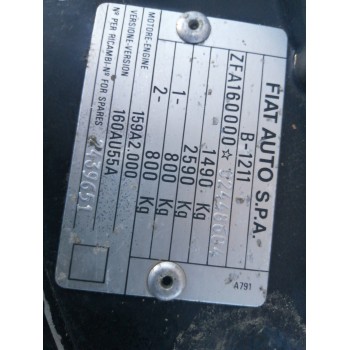 FIAT AUTO S.P.A.
B-1211
ZFA160000☆
1490 Kg
2590 Kg
1- 800 Kg
2- 800 Kg
MOTORE-ENGINE 159A2.000
VERSIONE-VERSION 160AU55A
Nº PER RICAMBI-Nº FOR SPARES
A791